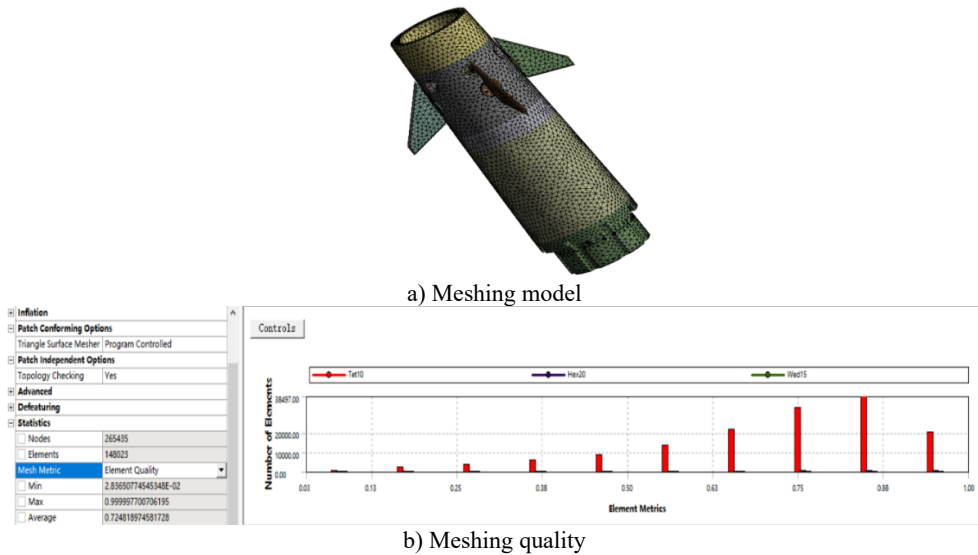 a) Meshing model
Inflation
Patch Conforming Options
Triangle Surface Mesher Program Controlled
Patch Independent Options
Topology Checking Yes
Advanced
Defeaturing
Statistics
Nodes 265435
Elements 148023
Mesh Metric Element Quality
Min 2.83650774545348E-02
Max 0.999997700706195
Average 0.724818974581728
Controls
Tet10 Hex20 Wed15
Number of Elements
38497.00
20000.00
10000.00
0.00
0.03 0.13 0.25 0.38 0.50 0.63 0.75 0.88 1.00
Element Metrics
b) Meshing quality